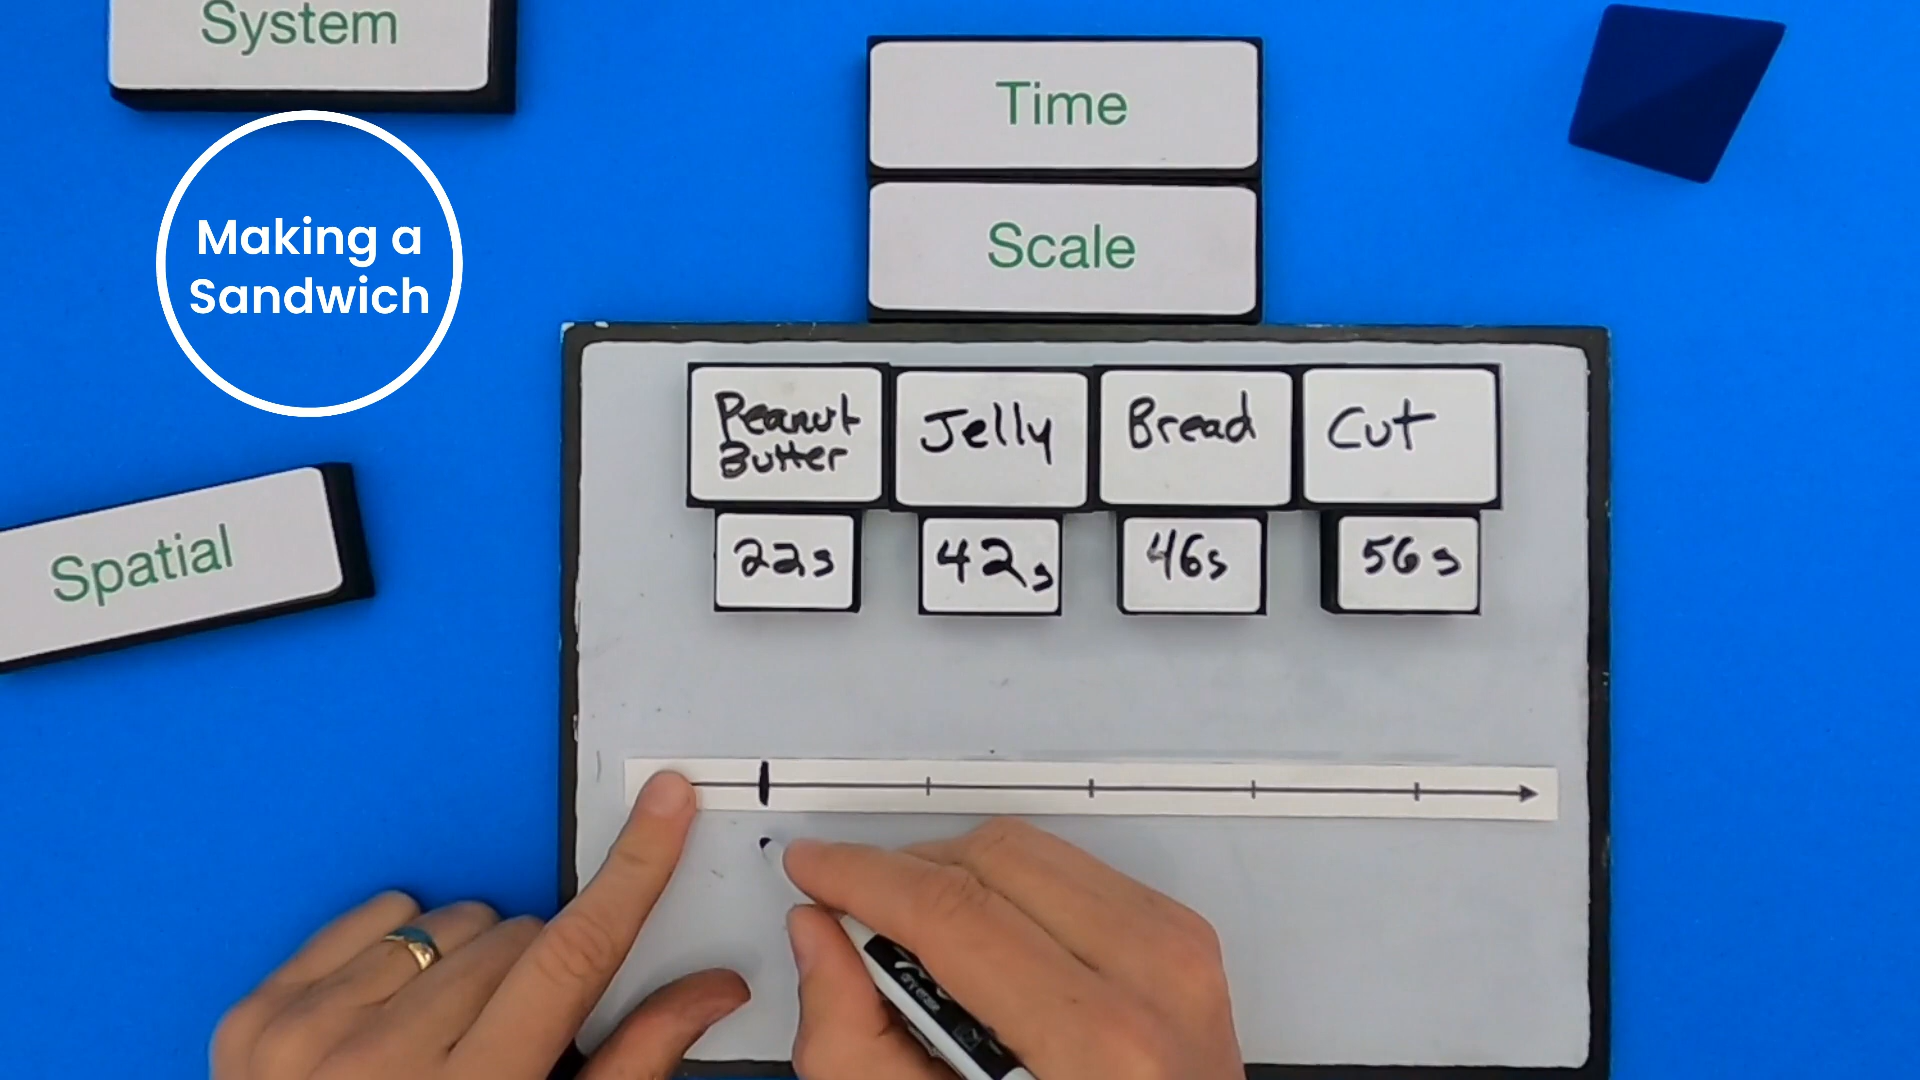 System
Time
Scale
Making a
Sandwich
Spatial
Peanut
Butter
Jelly
Bread
Cut
22s
42s
46s
56s